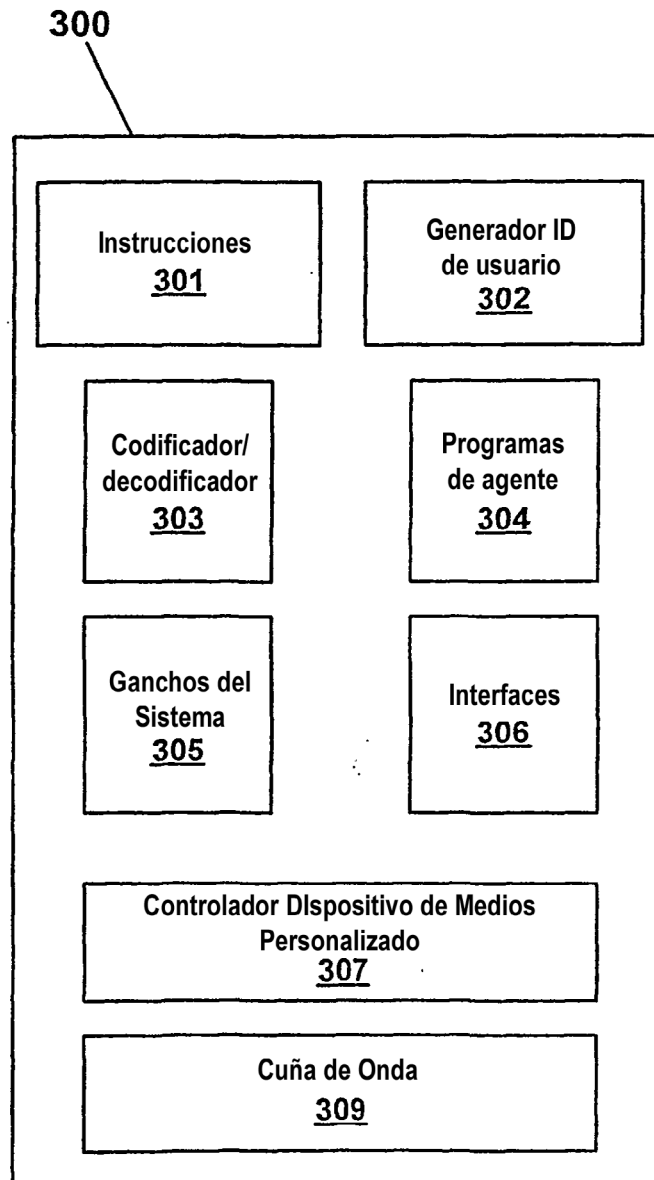 300
Instrucciones
301
Generador ID
de usuario
302
Codificador/
decodificador
303
Programas
de agente
304
Ganchos del
Sistema
305
Interfaces
306
Controlador DIspositivo de Medios
Personalizado
307
Cuña de Onda
309